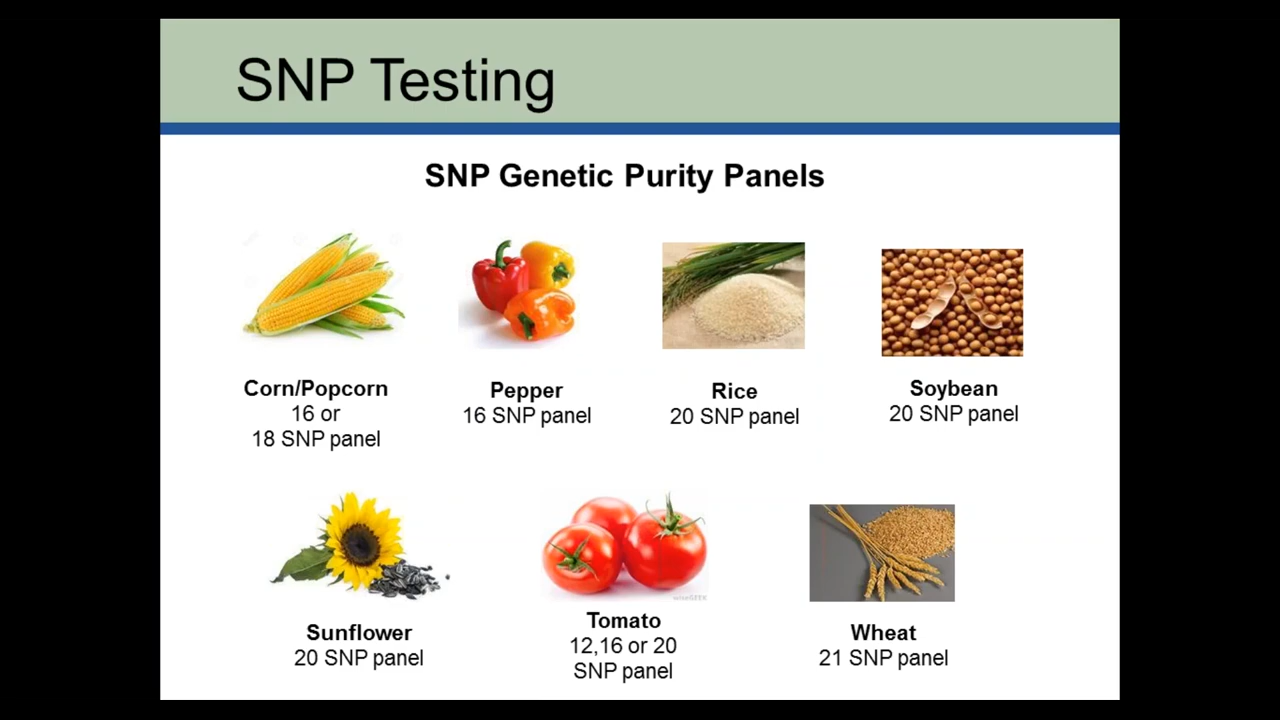 SNP Testing
SNP Genetic Purity Panels
Corn/Popcorn
16 or
18 SNP panel
Pepper
16 SNP panel
Rice
20 SNP panel
Soybean
20 SNP panel
Sunflower
20 SNP panel
wiseGEEK
Tomato
12,16 or 20
SNP panel
Wheat
21 SNP panel